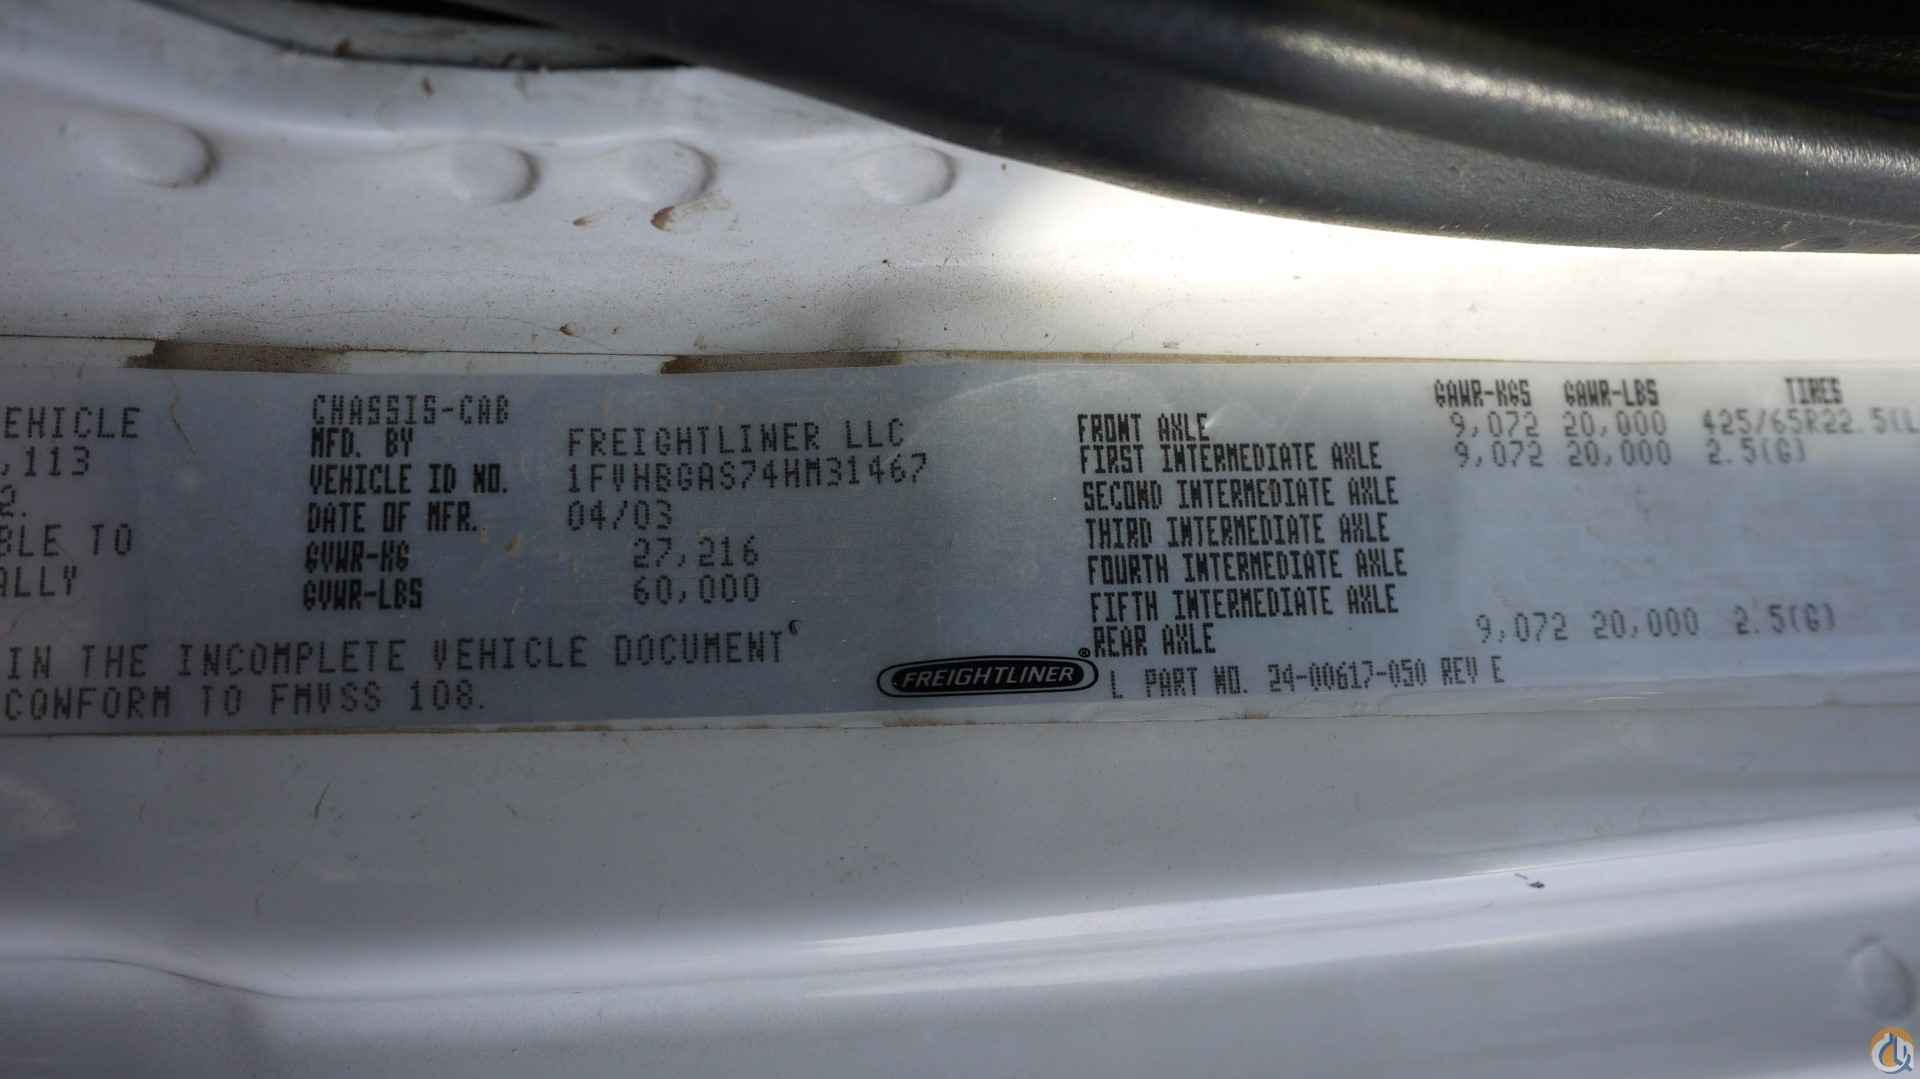 EHICLE
,113
2.
BLE TO
ALLY
IN THE INCOMPLETE VEHICLE DOCUMENT
CONFORM TO FMVSS 108.
CHASSIS-CAB
MFD. BY FREIGHTLINER LLC
VEHICLE ID NO. 1FVHBGAS74HM31467
DATE OF MFR. 04/03
GVWR-KG 27,216
GVWR-LBS 60,000
FREIGHTLINER®
GAWR-KGS GAWR-LBS TIRES
FRONT AXLE 9,072 20,000 425/65R22.5(L
FIRST INTERMEDIATE AXLE 9,072 20,000 2.5(G)
SECOND INTERMEDIATE AXLE
THIRD INTERMEDIATE AXLE
FOURTH INTERMEDIATE AXLE
FIFTH INTERMEDIATE AXLE
REAR AXLE 9,072 20,000 2.5(G)
L PART NO. 24-00617-050 REV E